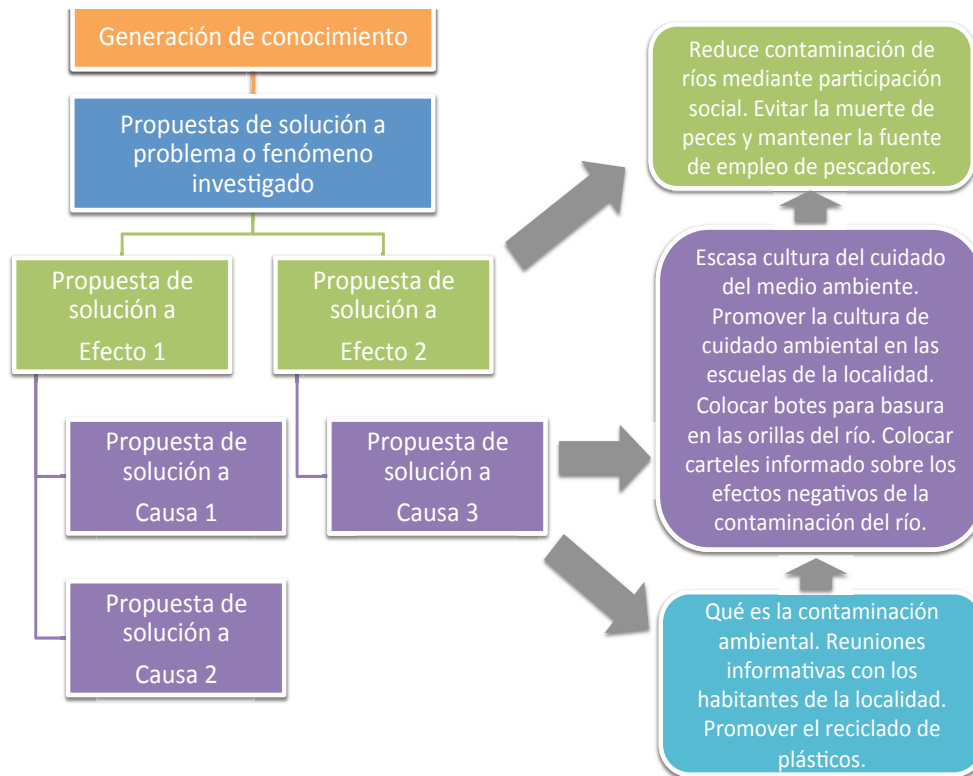 Generación de conocimiento
Propuestas de solución a
problema o fenómeno
investigado
Propuesta de
solución a
Efecto 1
Propuesta de
solución a
Efecto 2
Propuesta de
solución a
Causa 1
Propuesta de
solución a
Causa 3
Propuesta de
solución a
Causa 2
Reduce contaminación de
ríos mediante participación
social. Evitar la muerte de
peces y mantener la fuente
de empleo de pescadores.
Escasa cultura del cuidado
del medio ambiente.
Promover la cultura de
cuidado ambiental en las
escuelas de la localidad.
Colocar botes para basura
en las orillas del río. Colocar
carteles informado sobre los
efectos negativos de la
contaminación del río.
Qué es la contaminación
ambiental. Reuniones
informativas con los
habitantes de la localidad.
Promover el reciclado de
plásticos.